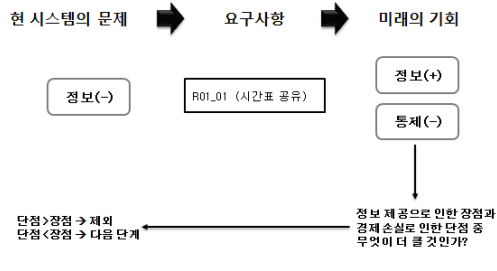 현 시스템의 문제
요구사항
미래의 기회
정보(-)
R01_01 (시간표 공유)
정보(+)
통제(-)
정보 제공으로 인한 장점과
경제 손실로 인한 단점 중
무엇이 더 클 것인가?
단점>장점 → 제외
단점<장점 → 다음 단계